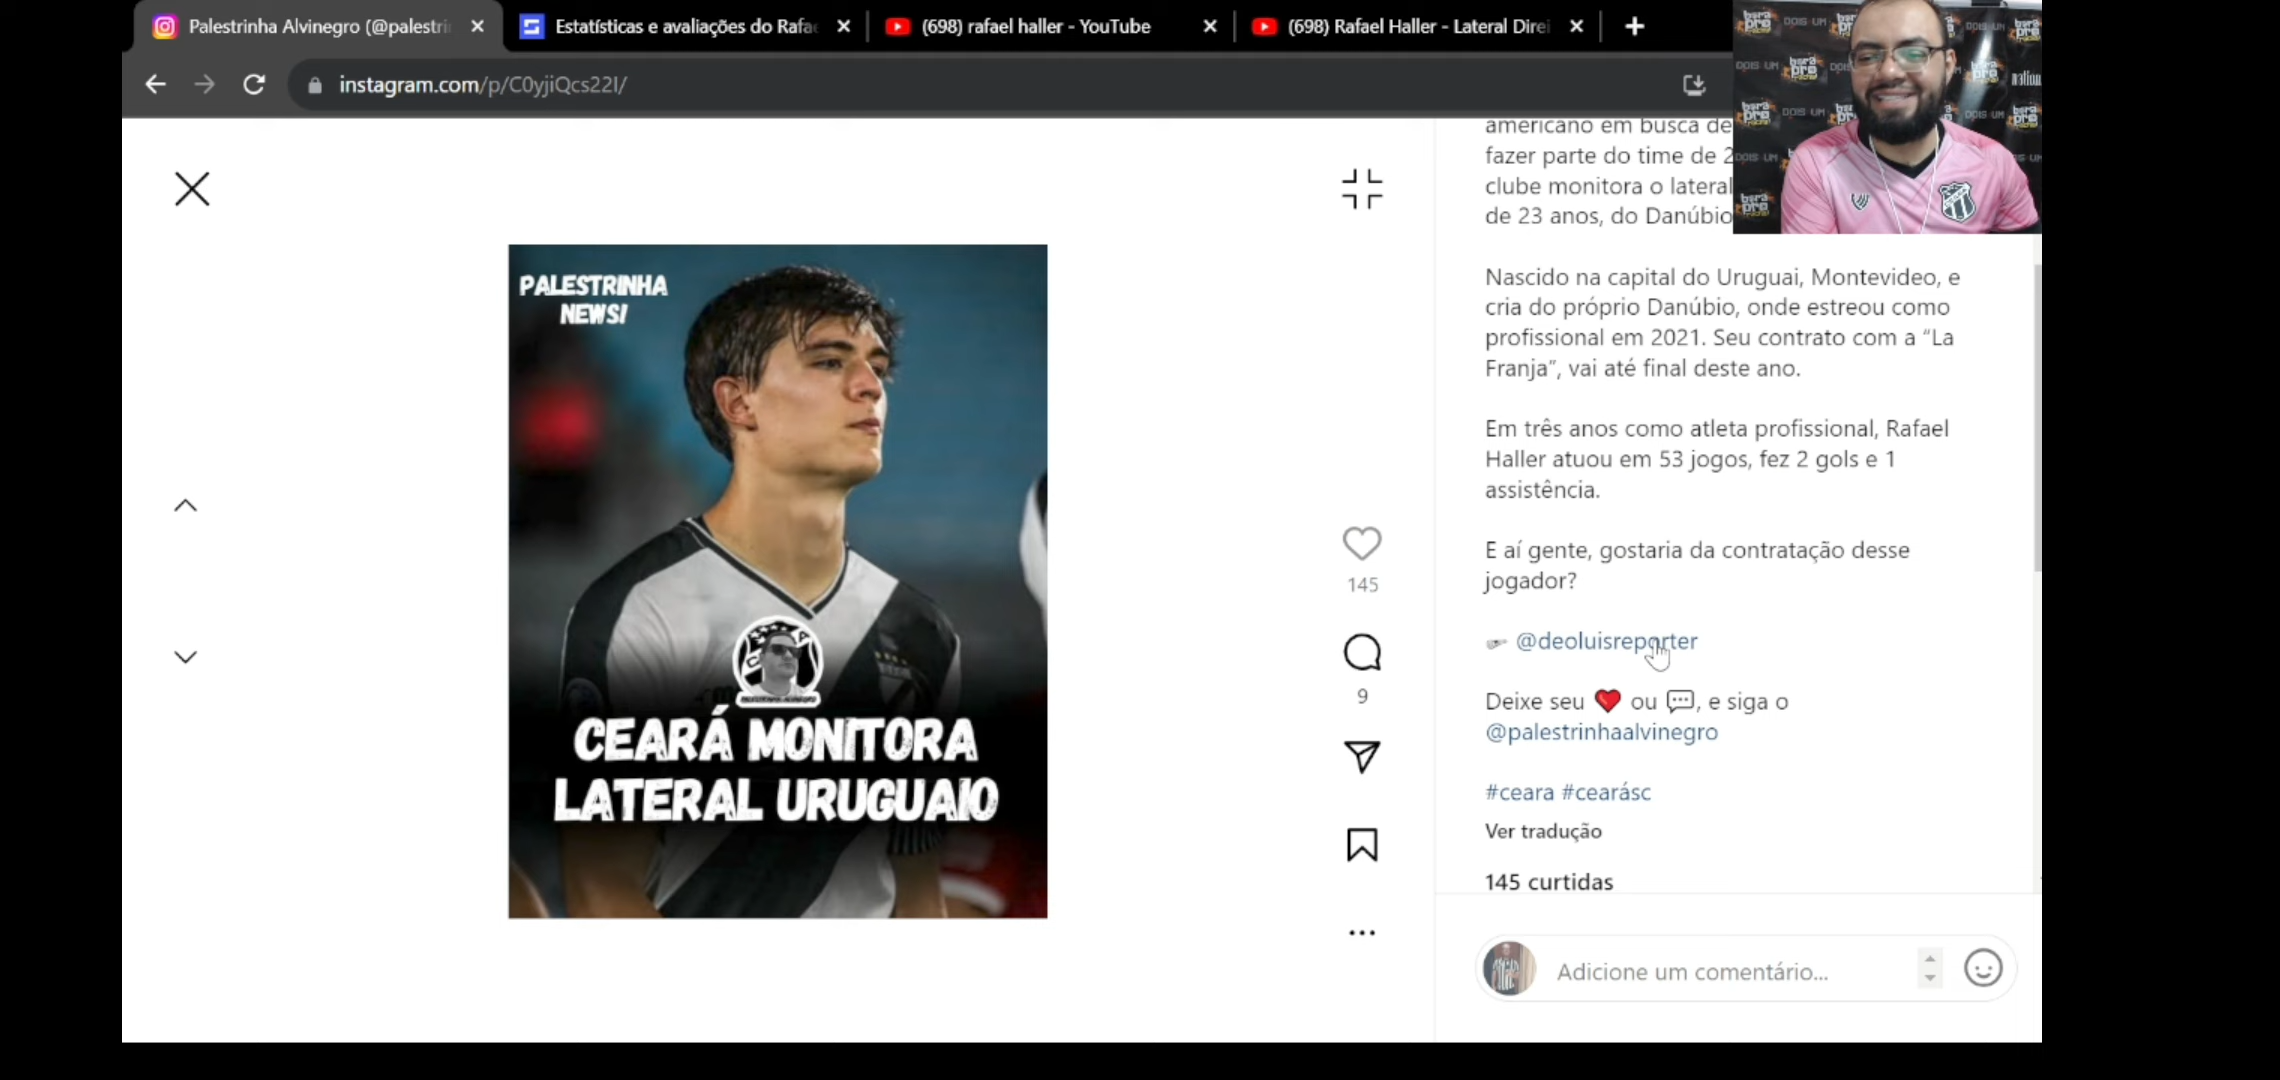 Palestrinha Alvinegro (@palestri
Estatísticas e avaliações do Rafae
(698) rafael haller - YouTube
(698) Rafael Haller - Lateral Direi
instagram.com/p/C0yjiQcs22I/
PALESTRINHA
NEWS!
CEARÁ MONITORA
LATERAL URUGUAIO
145
9
americano em busca de
fazer parte do time de 2
clube monitora o lateral
de 23 anos, do Danúbio
Nascido na capital do Uruguai, Montevideo, e
cria do próprio Danúbio, onde estreou como
profissional em 2021. Seu contrato com a “La
Franja”, vai até final deste ano.
Em três anos como atleta profissional, Rafael
Haller atuou em 53 jogos, fez 2 gols e 1
assistência.
E aí gente, gostaria da contratação desse
jogador?
@deoluisreporter
Deixe seu ❤️ ou 💬, e siga o
@palestrinhaalvinegro
#ceara #cearásc
Ver tradução
145 curtidas
Adicione um comentário...
DOIS UM